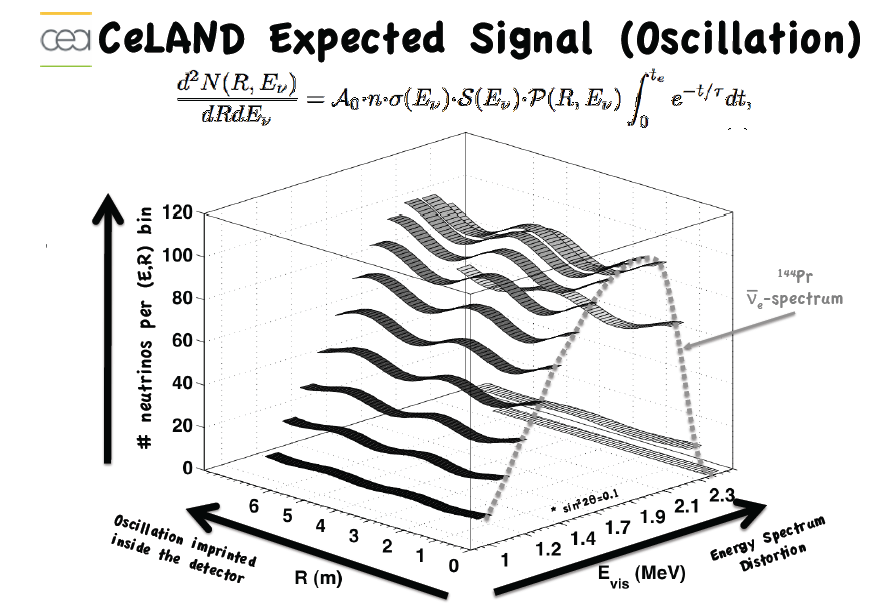 cea CeLAND Expected Signal (Oscillation)
d²N(R, Eν)
dRdEν
= A₀·n·σ(Eν)·S(Eν)·P(R, Eν) ∫₀^{tₑ} e^{−t/τ} dt,
# neutrinos per (E,R) bin
120
100
80
60
40
20
0
¹⁴⁴Pr
ν̅ₑ-spectrum
6 5 4 3 2 1 0
R (m)
* sin²2θ=0.1
1 1.2 1.4 1.7 1.9 2.1 2.3
E_vis (MeV)
Oscillation imprinted
inside the detector
Energy Spectrum
Distortion